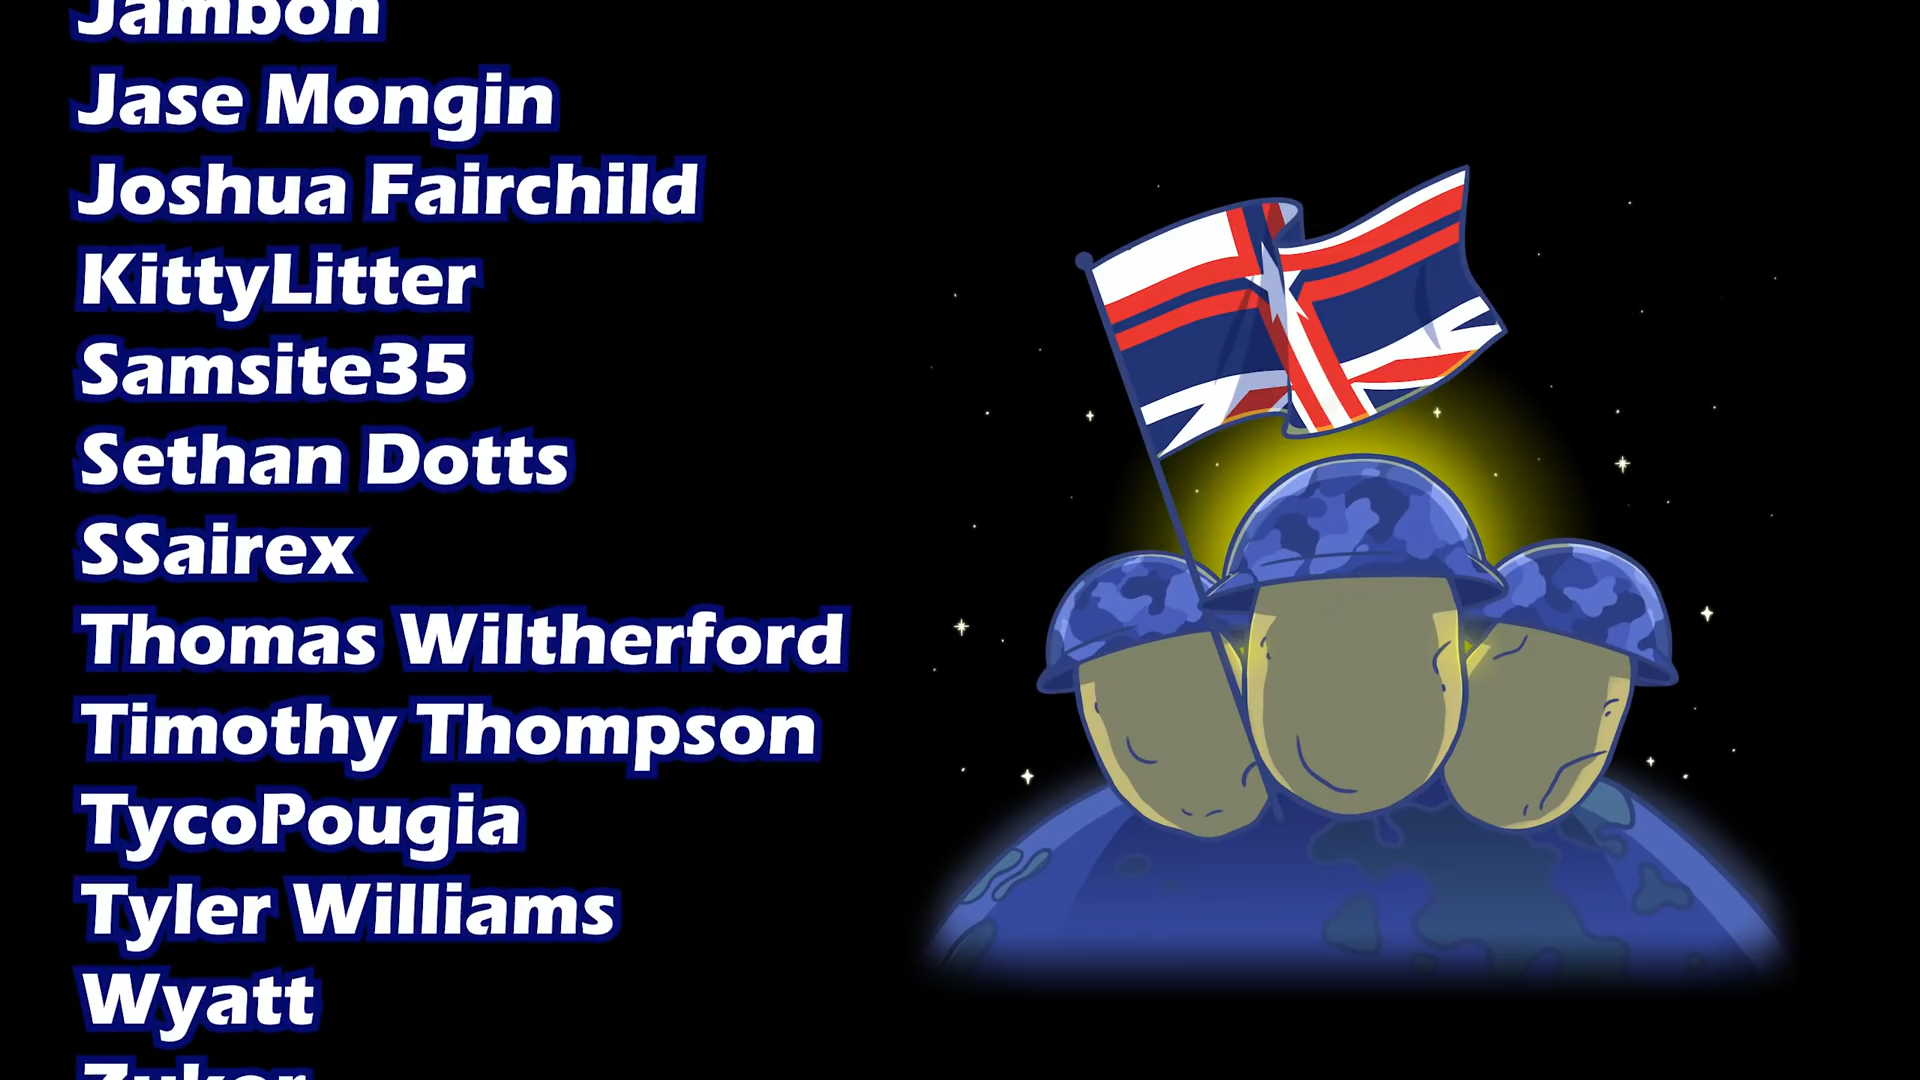 Jambon
Jase Mongin
Joshua Fairchild
KittyLitter
Samsite35
Sethan Dotts
SSairex
Thomas Wiltherford
Timothy Thompson
TycoPougia
Tyler Williams
Wyatt